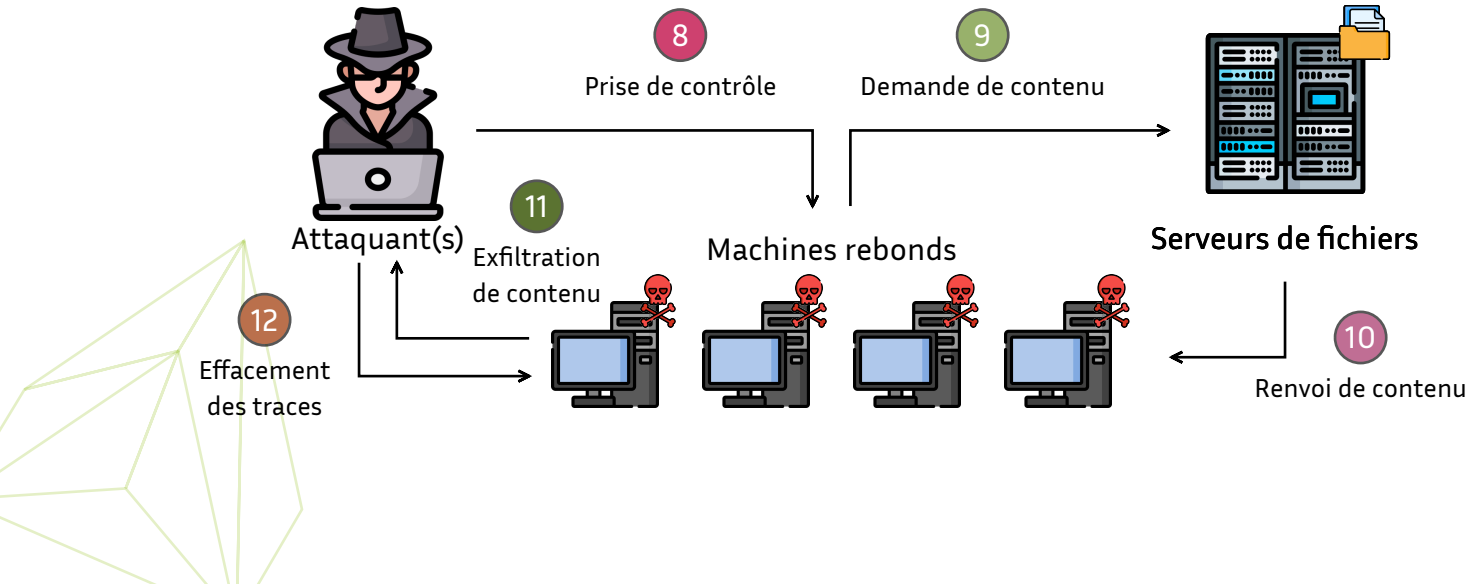 8
Prise de contrôle
9
Demande de contenu
11
Attaquant(s)
Exfiltration
de contenu
Machines rebonds
Serveurs de fichiers
12
Effacement
des traces
10
Renvoi de contenu